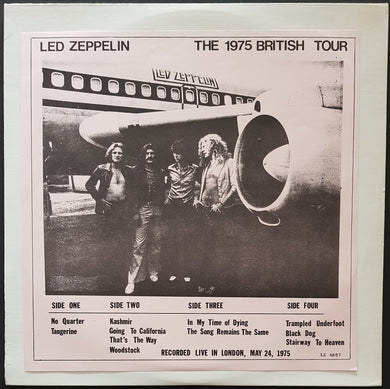 LED ZEPPELIN THE 1975 BRITISH TOUR
LED ZEPPELIN
SIDE ONE SIDE TWO SIDE THREE SIDE FOUR
No Quarter Kashmir In My Time of Dying Trampled Underfoot
Tangerine Going To California The Song Remains The Same Black Dog
That's The Way Stairway To Heaven
Woodstock
RECORDED LIVE IN LONDON, MAY 24, 1975